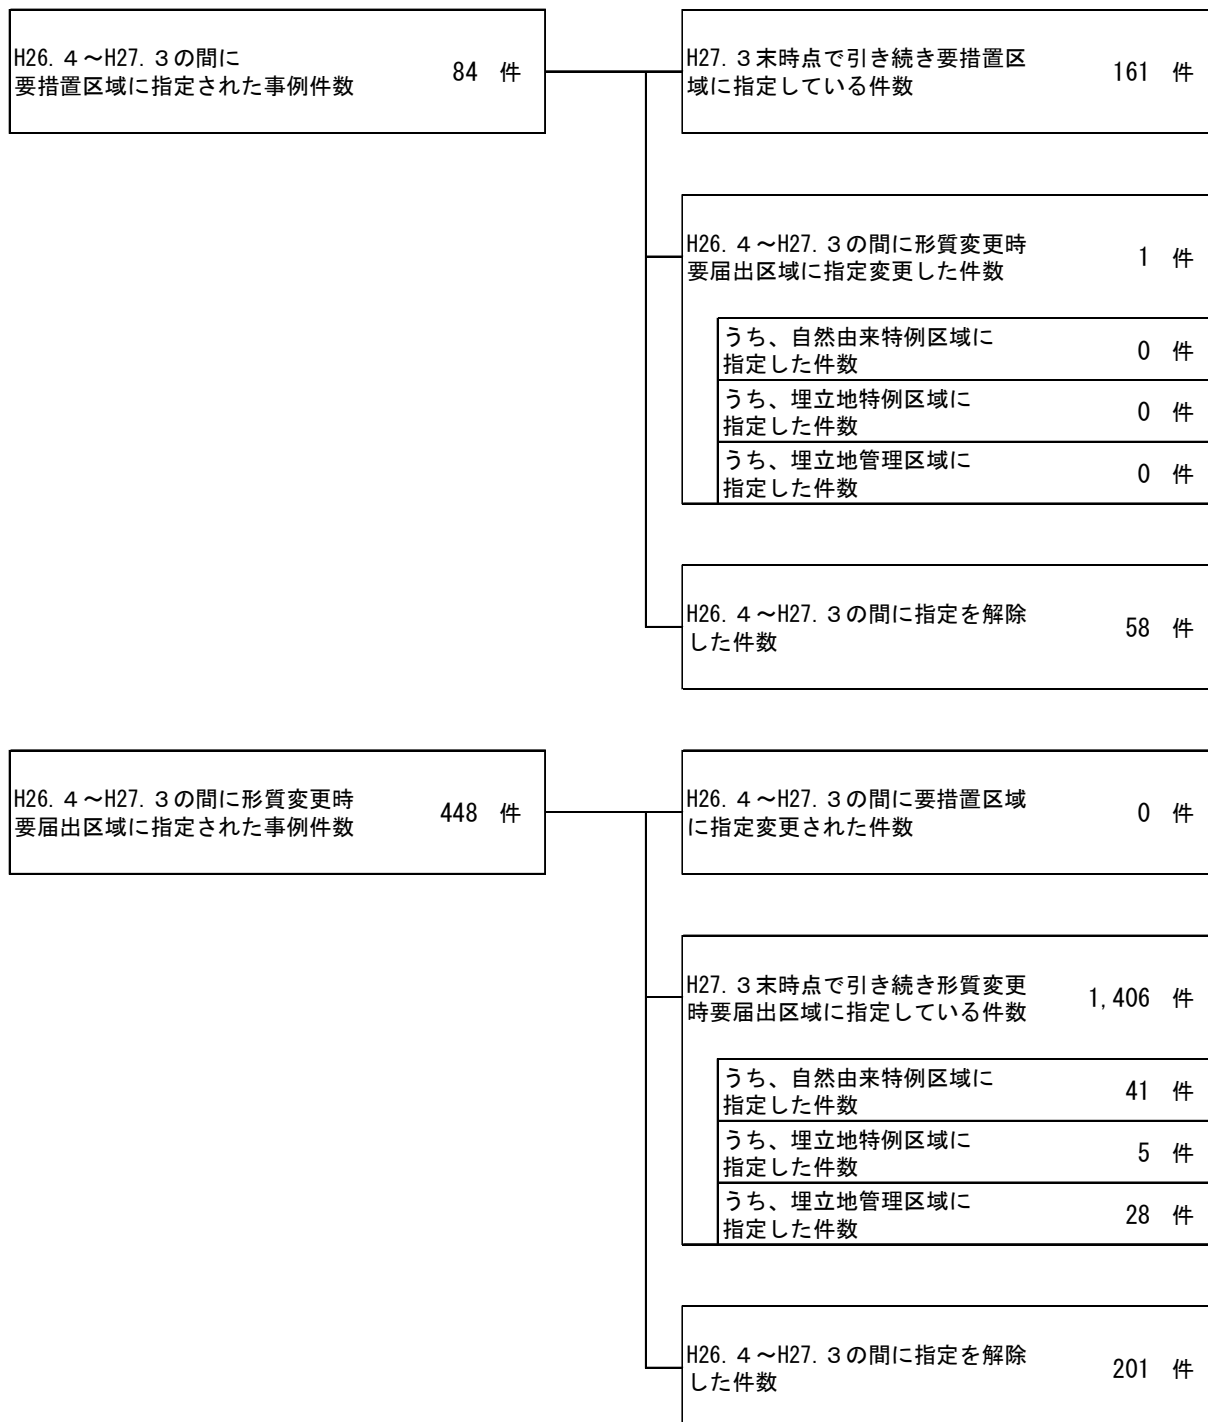 H26. 4～H27. 3の間に
要措置区域に指定された事例件数 84 件
H27. 3末時点で引き続き要措置区
域に指定している件数 161 件
H26. 4～H27. 3の間に形質変更時
要届出区域に指定変更した件数 1 件
うち、自然由来特例区域に
指定した件数 0 件
うち、埋立地特例区域に
指定した件数 0 件
うち、埋立地管理区域に
指定した件数 0 件
H26. 4～H27. 3の間に指定を解除
した件数 58 件
H26. 4～H27. 3の間に形質変更時
要届出区域に指定された事例件数 448 件
H26. 4～H27. 3の間に要措置区域
に指定変更された件数 0 件
H27. 3末時点で引き続き形質変更
時要届出区域に指定している件数 1,406 件
うち、自然由来特例区域に
指定した件数 41 件
うち、埋立地特例区域に
指定した件数 5 件
うち、埋立地管理区域に
指定した件数 28 件
H26. 4～H27. 3の間に指定を解除
した件数 201 件